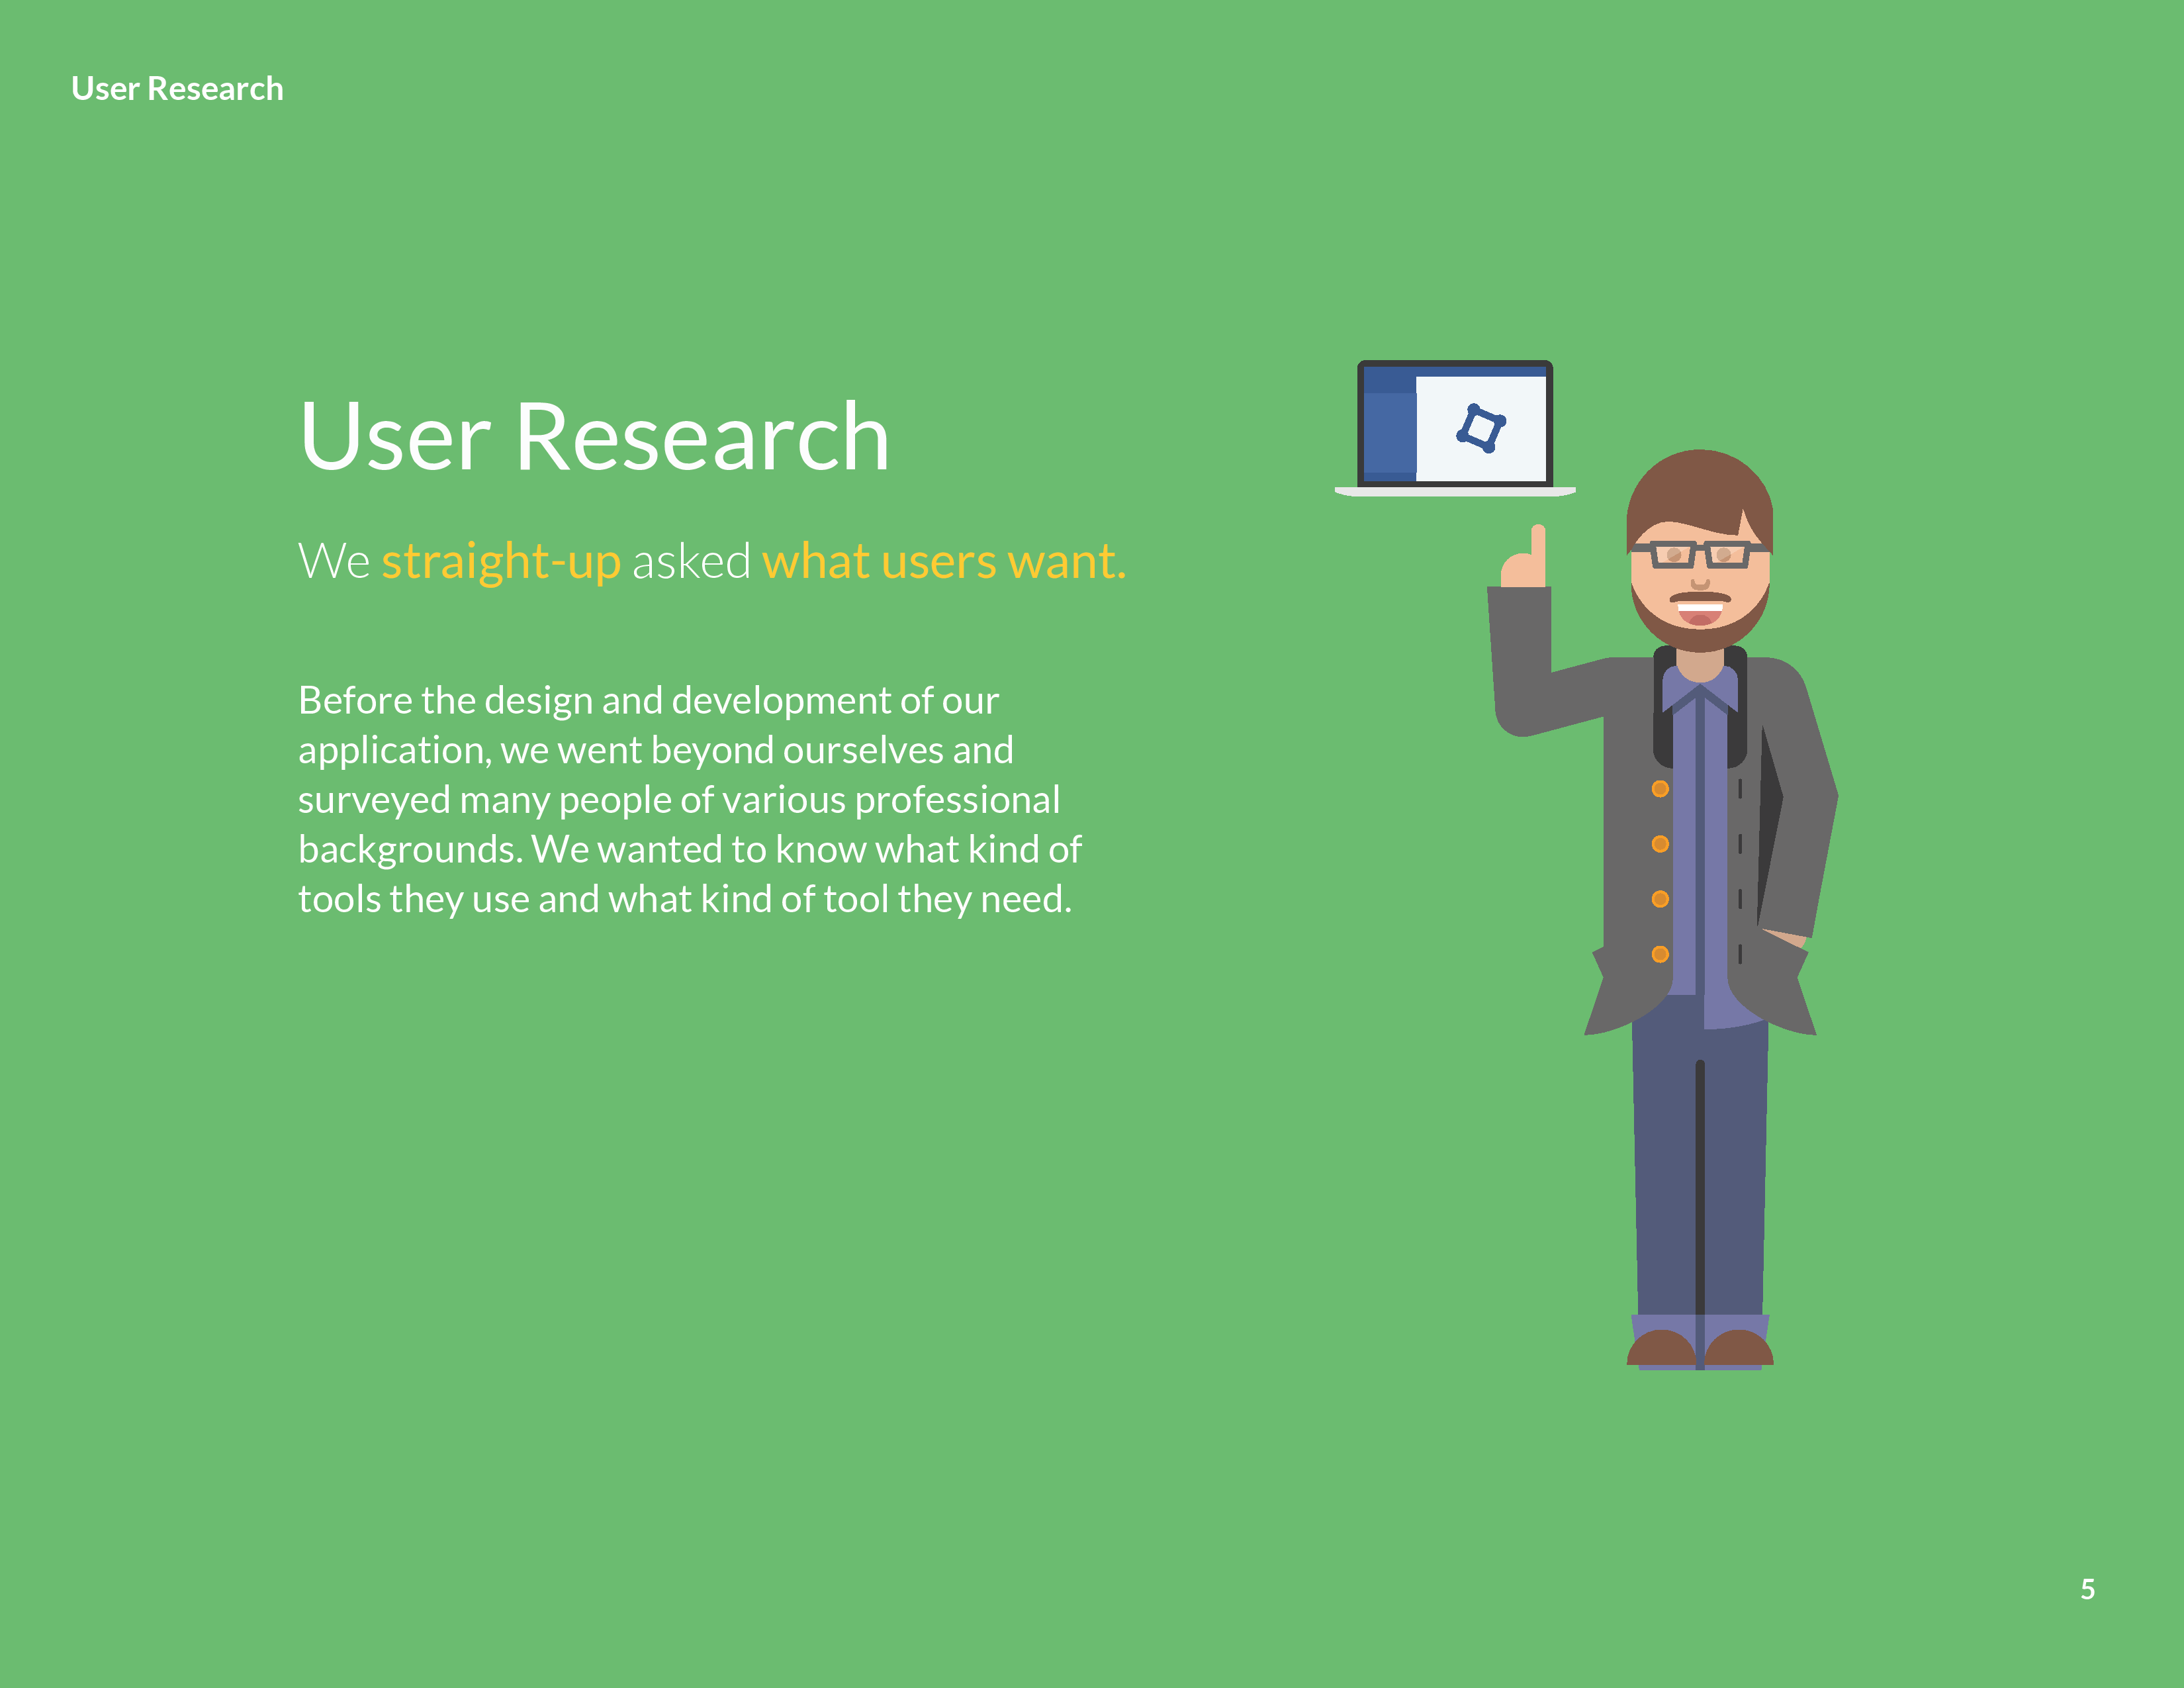 User Research
User Research
We straight-up asked what users want.
Before the design and development of our
application, we went beyond ourselves and
surveyed many people of various professional
backgrounds. We wanted to know what kind of
tools they use and what kind of tool they need.
5